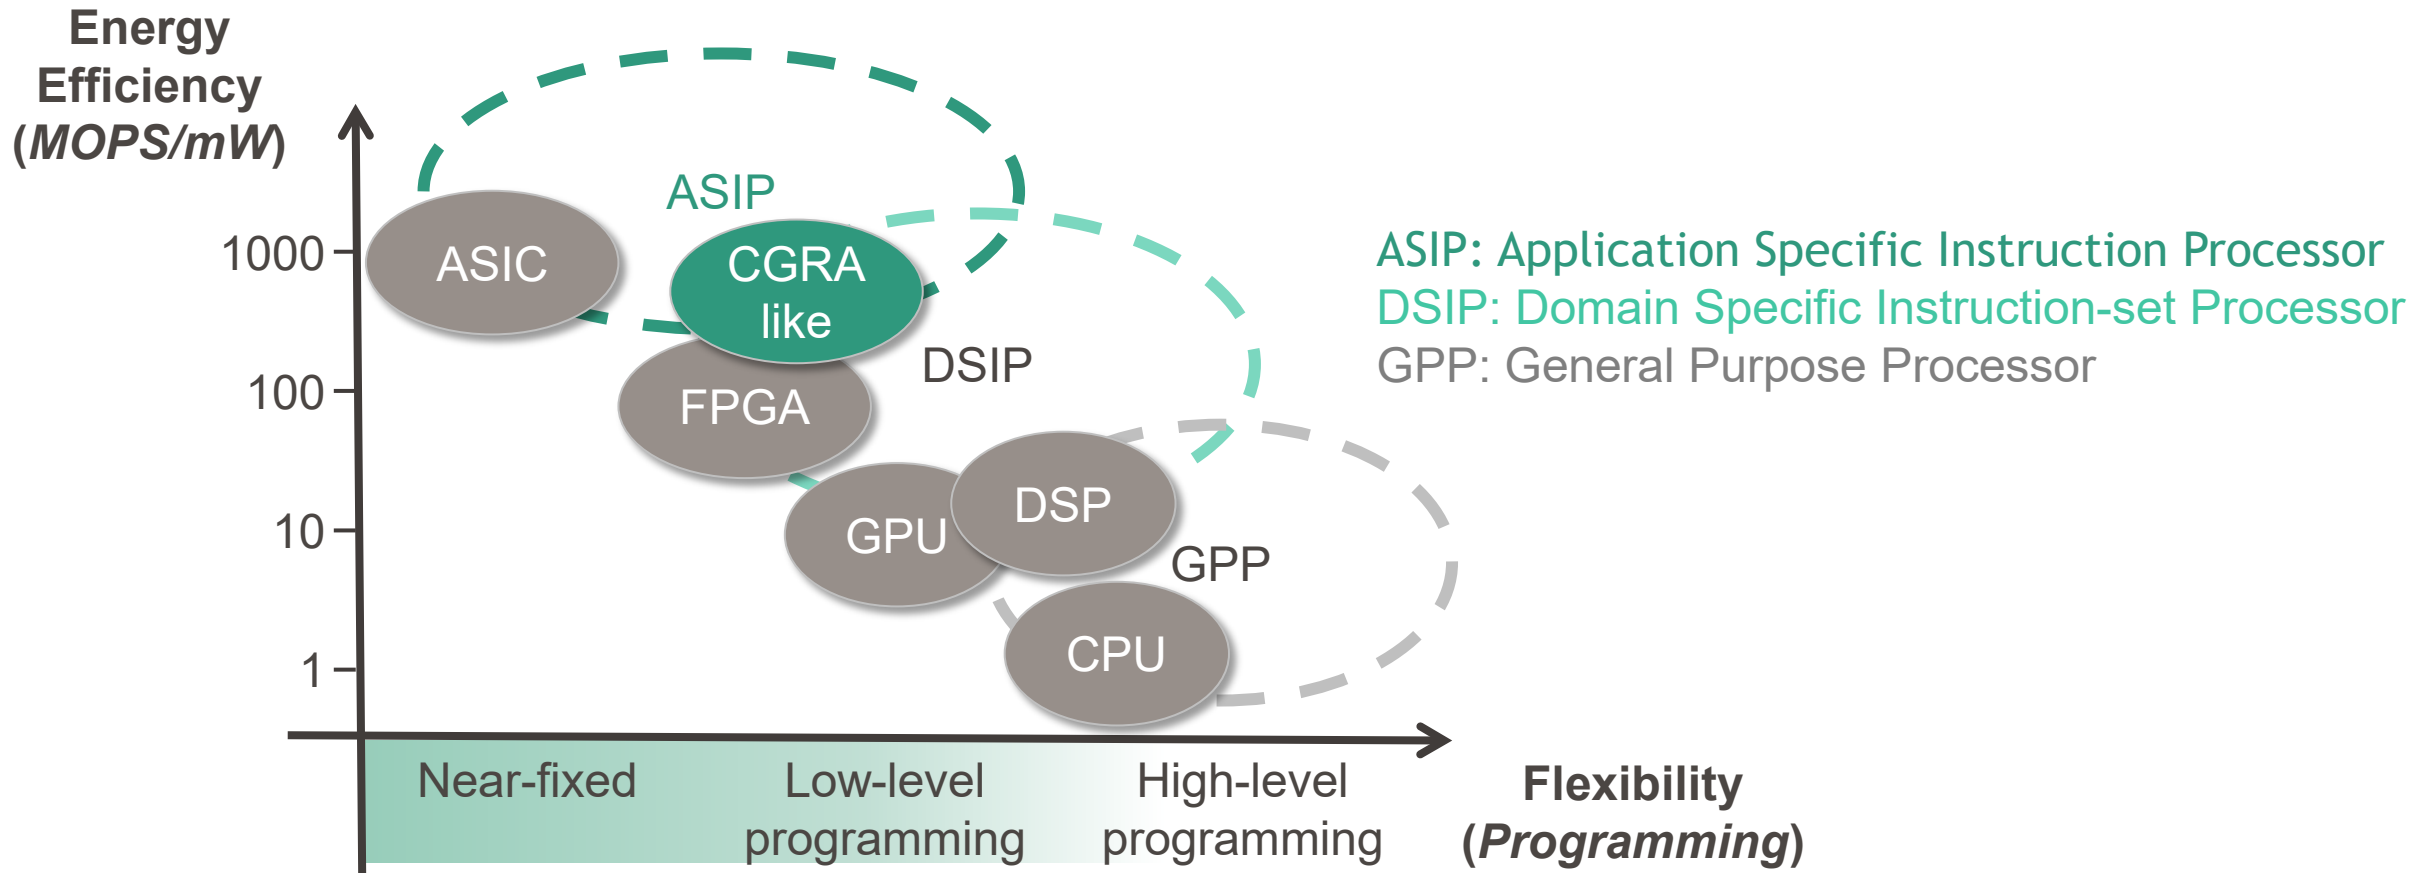 Energy
Efficiency
(MOPS/mW)
1000
100
10
1
ASIP
ASIC
CGRA
like
DSIP
FPGA
GPU
DSP
GPP
CPU
ASIP: Application Specific Instruction Processor
DSIP: Domain Specific Instruction-set Processor
GPP: General Purpose Processor
Near-fixed
Low-level
programming
High-level
programming
Flexibility
(Programming)